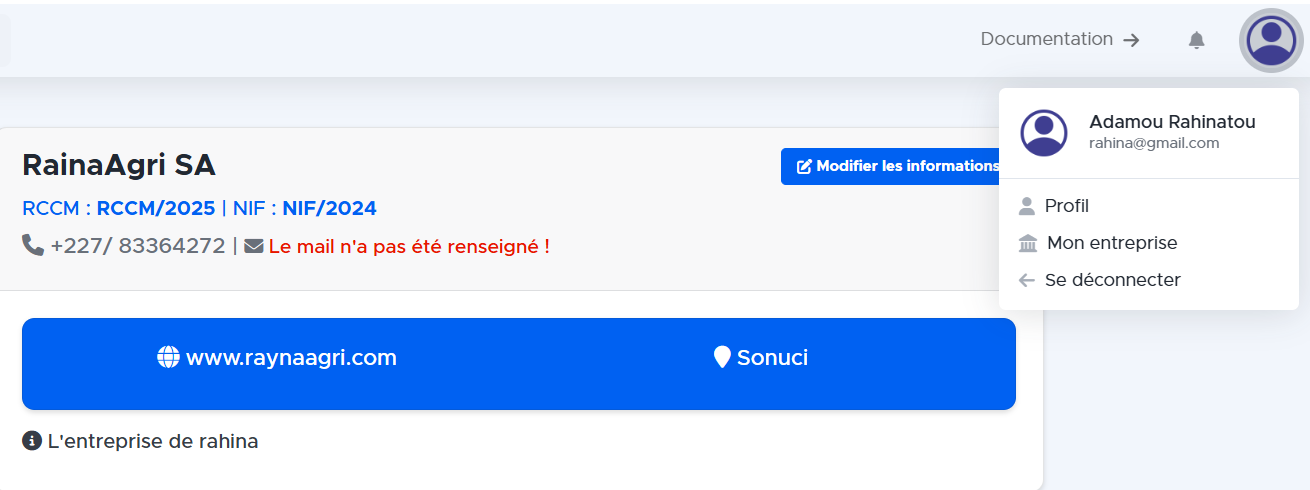 Documentation →
Adamou Rahinatou
rahina@gmail.com
Profil
Mon entreprise
Se déconnecter
RainaAgri SA
Modifier les informations
RCCM : RCCM/2025 | NIF : NIF/2024
+227/ 83364272 | Le mail n'a pas été renseigné !
www.raynaagri.com
Sonuci
L'entreprise de rahina